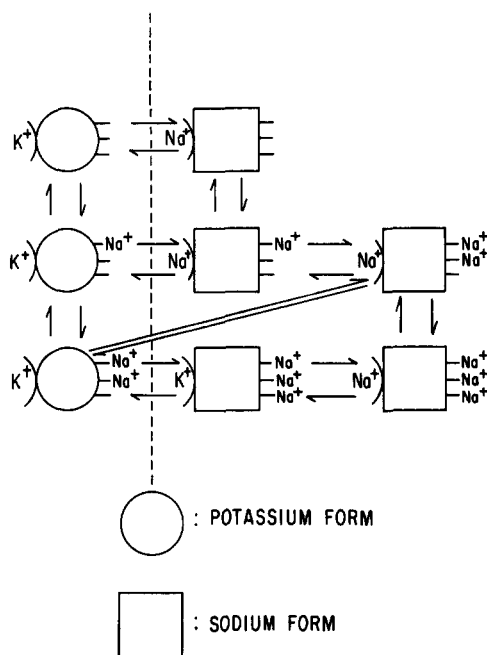 K⁺ Na⁺
Na⁺ Na⁺ Na⁺
K⁺ Na⁺ Na⁺ Na⁺
Na⁺ Na⁺ Na⁺
K⁺ Na⁺ K⁺ Na⁺ Na⁺ Na⁺
Na⁺ Na⁺
: POTASSIUM FORM
: SODIUM FORM